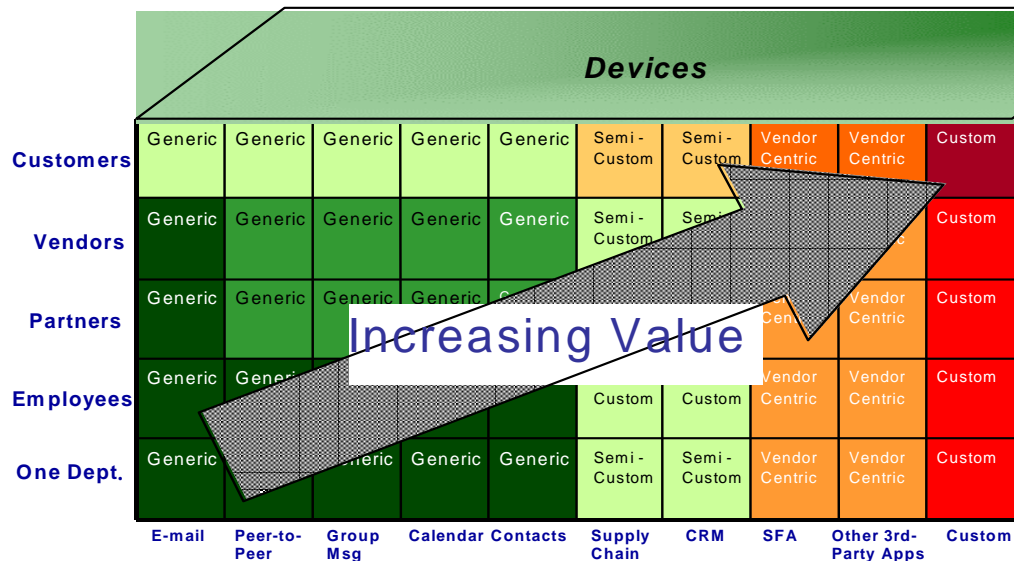 Devices
Customers
Generic Generic Generic Generic Generic Semi- Semi- Vendor Vendor Custom
Custom Custom Centric Centric
Vendors
Generic Generic Generic Generic Generic Semi- Custom
Custom
Partners
Generic Generic Generic Generic Vendor Custom
Centric
Increasing Value
Employees
Generic Vendor Vendor Custom
Custom Custom Centric Centric
One Dept.
Generic Generic Generic Semi- Semi- Vendor Vendor Custom
Custom Custom Centric Centric
E-mail Peer-to- Group Calendar Contacts Supply CRM SFA Other 3rd- Custom
Peer Msg Chain Party Apps